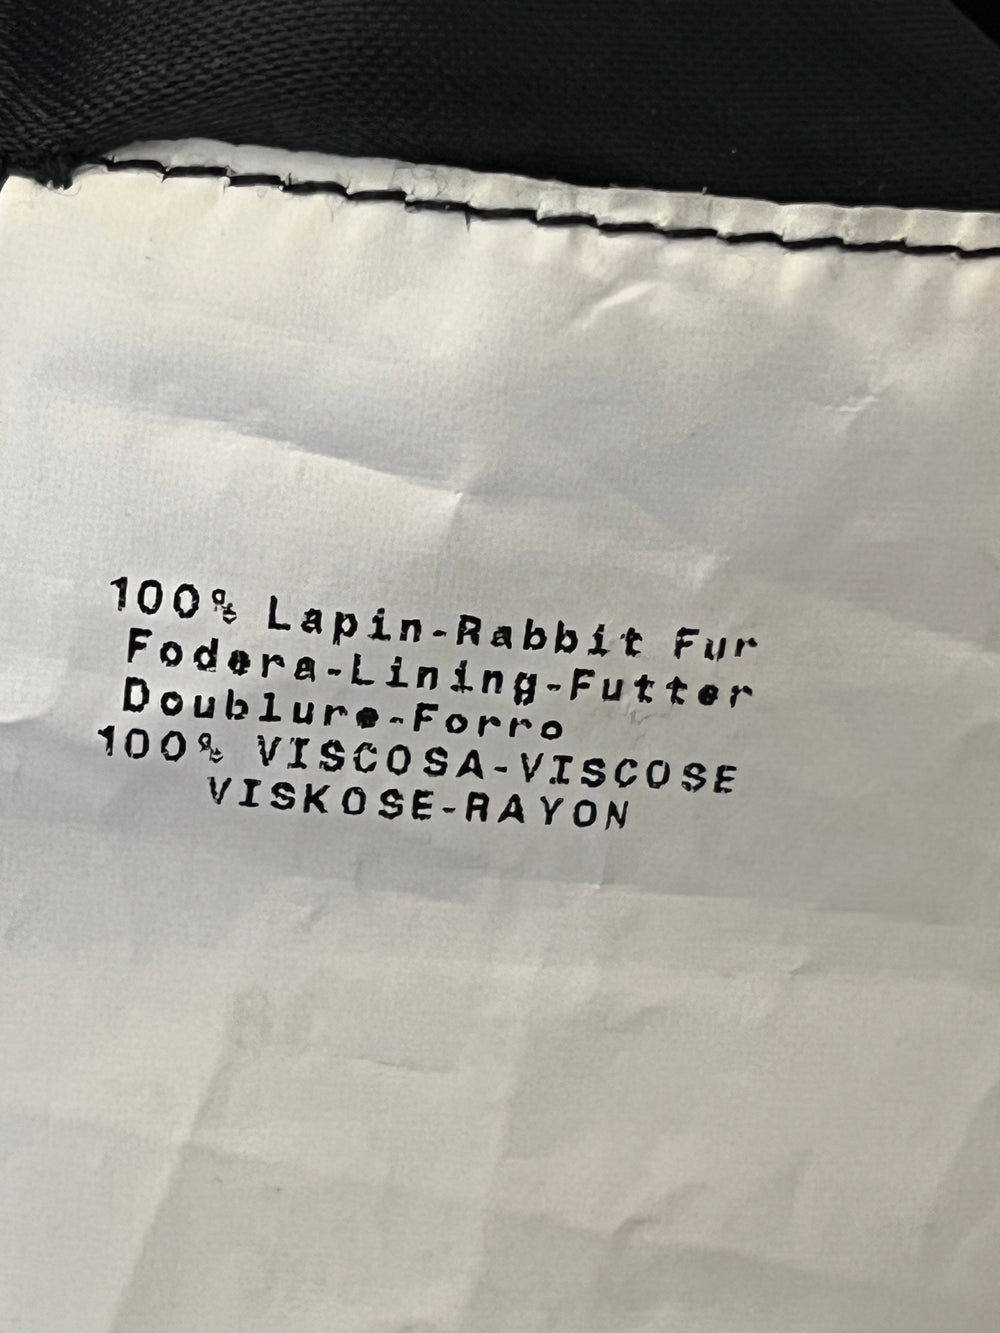 100% Lapin-Rabbit Fur
Fodera-Lining-Futter
Doublure-Forro
100% VISCOSA-VISCOSE
VISKOSE-RAYON